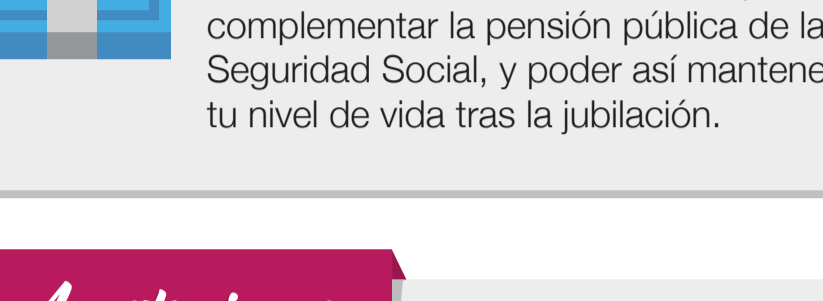 complementar la pensión pública de la
Seguridad Social, y poder así mantene
tu nivel de vida tras la jubilación.